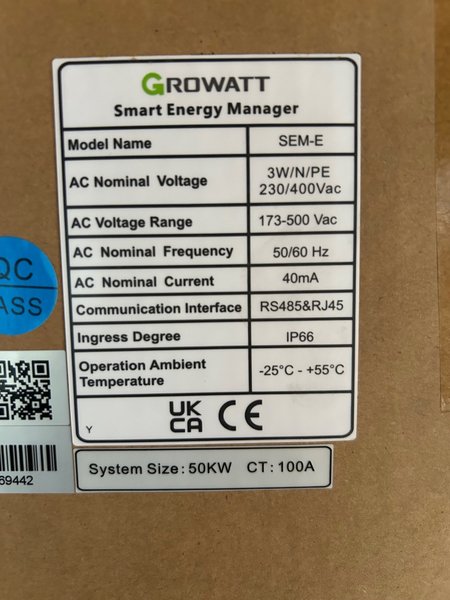 GROWATT
Smart Energy Manager
Model Name SEM-E
AC Nominal Voltage 3W/N/PE
230/400Vac
AC Voltage Range 173-500 Vac
AC Nominal Frequency 50/60 Hz
AC Nominal Current 40mA
Communication Interface RS485&RJ45
Ingress Degree IP66
Operation Ambient
Temperature -25°C - +55°C
UK
CA CE
Y
System Size: 50KW CT: 100A
QC
ASS
69442